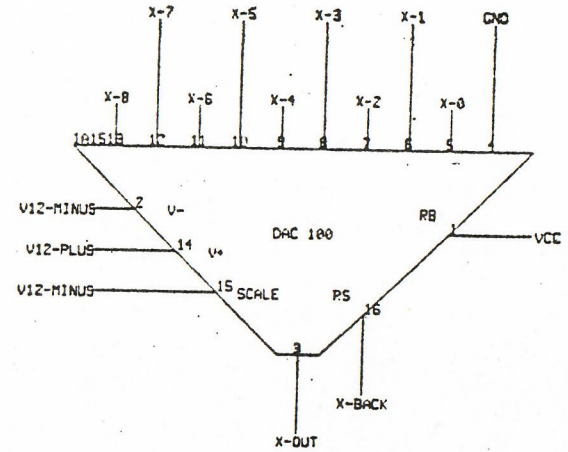 X-7 X-5 X-3 X-1 GND
X-8 X-6 X-4 X-2 X-0
13 12 11 10 9 8 7 6 5 4
V12-MINUS 2 V- RB
DAC 100 1 VCC
V12-PLUS 14 V+
V12-MINUS 15 SCALE RS
16
3
X-BACK
X-OUT